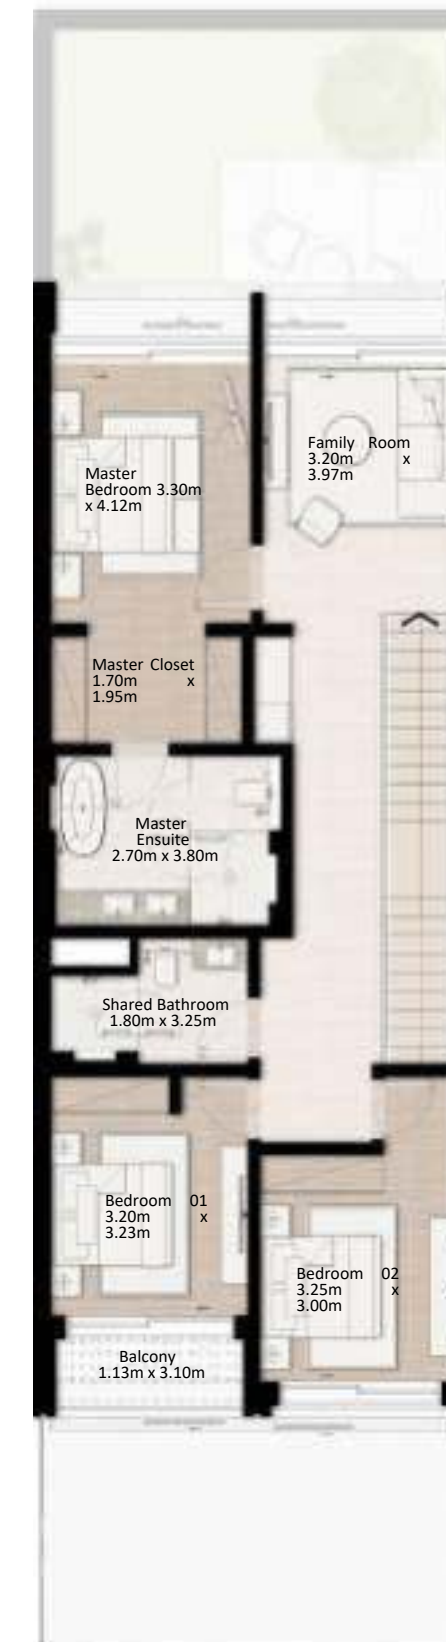 Family Room
3.20m x
3.97m
Master
Bedroom 3.30m
x 4.12m
Master Closet
1.70m x
1.95m
Master
Ensuite
2.70m x 3.80m
Shared Bathroom
1.80m x 3.25m
Bedroom 01
3.20m x
3.23m
Bedroom 02
3.25m x
3.00m
Balcony
1.13m x 3.10m